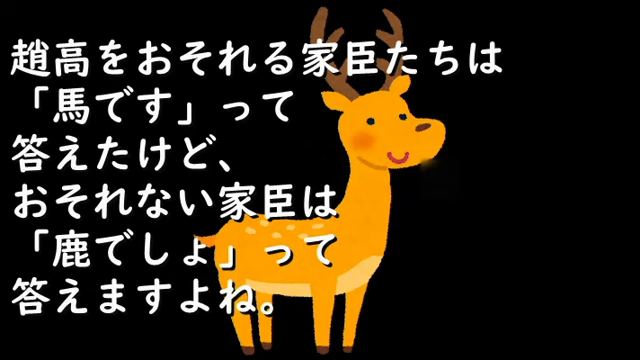 趙高をおそれる家臣たちは
「馬です」って
答えたけど、
おそれない家臣は
「鹿でしょ」って
答えますよね。